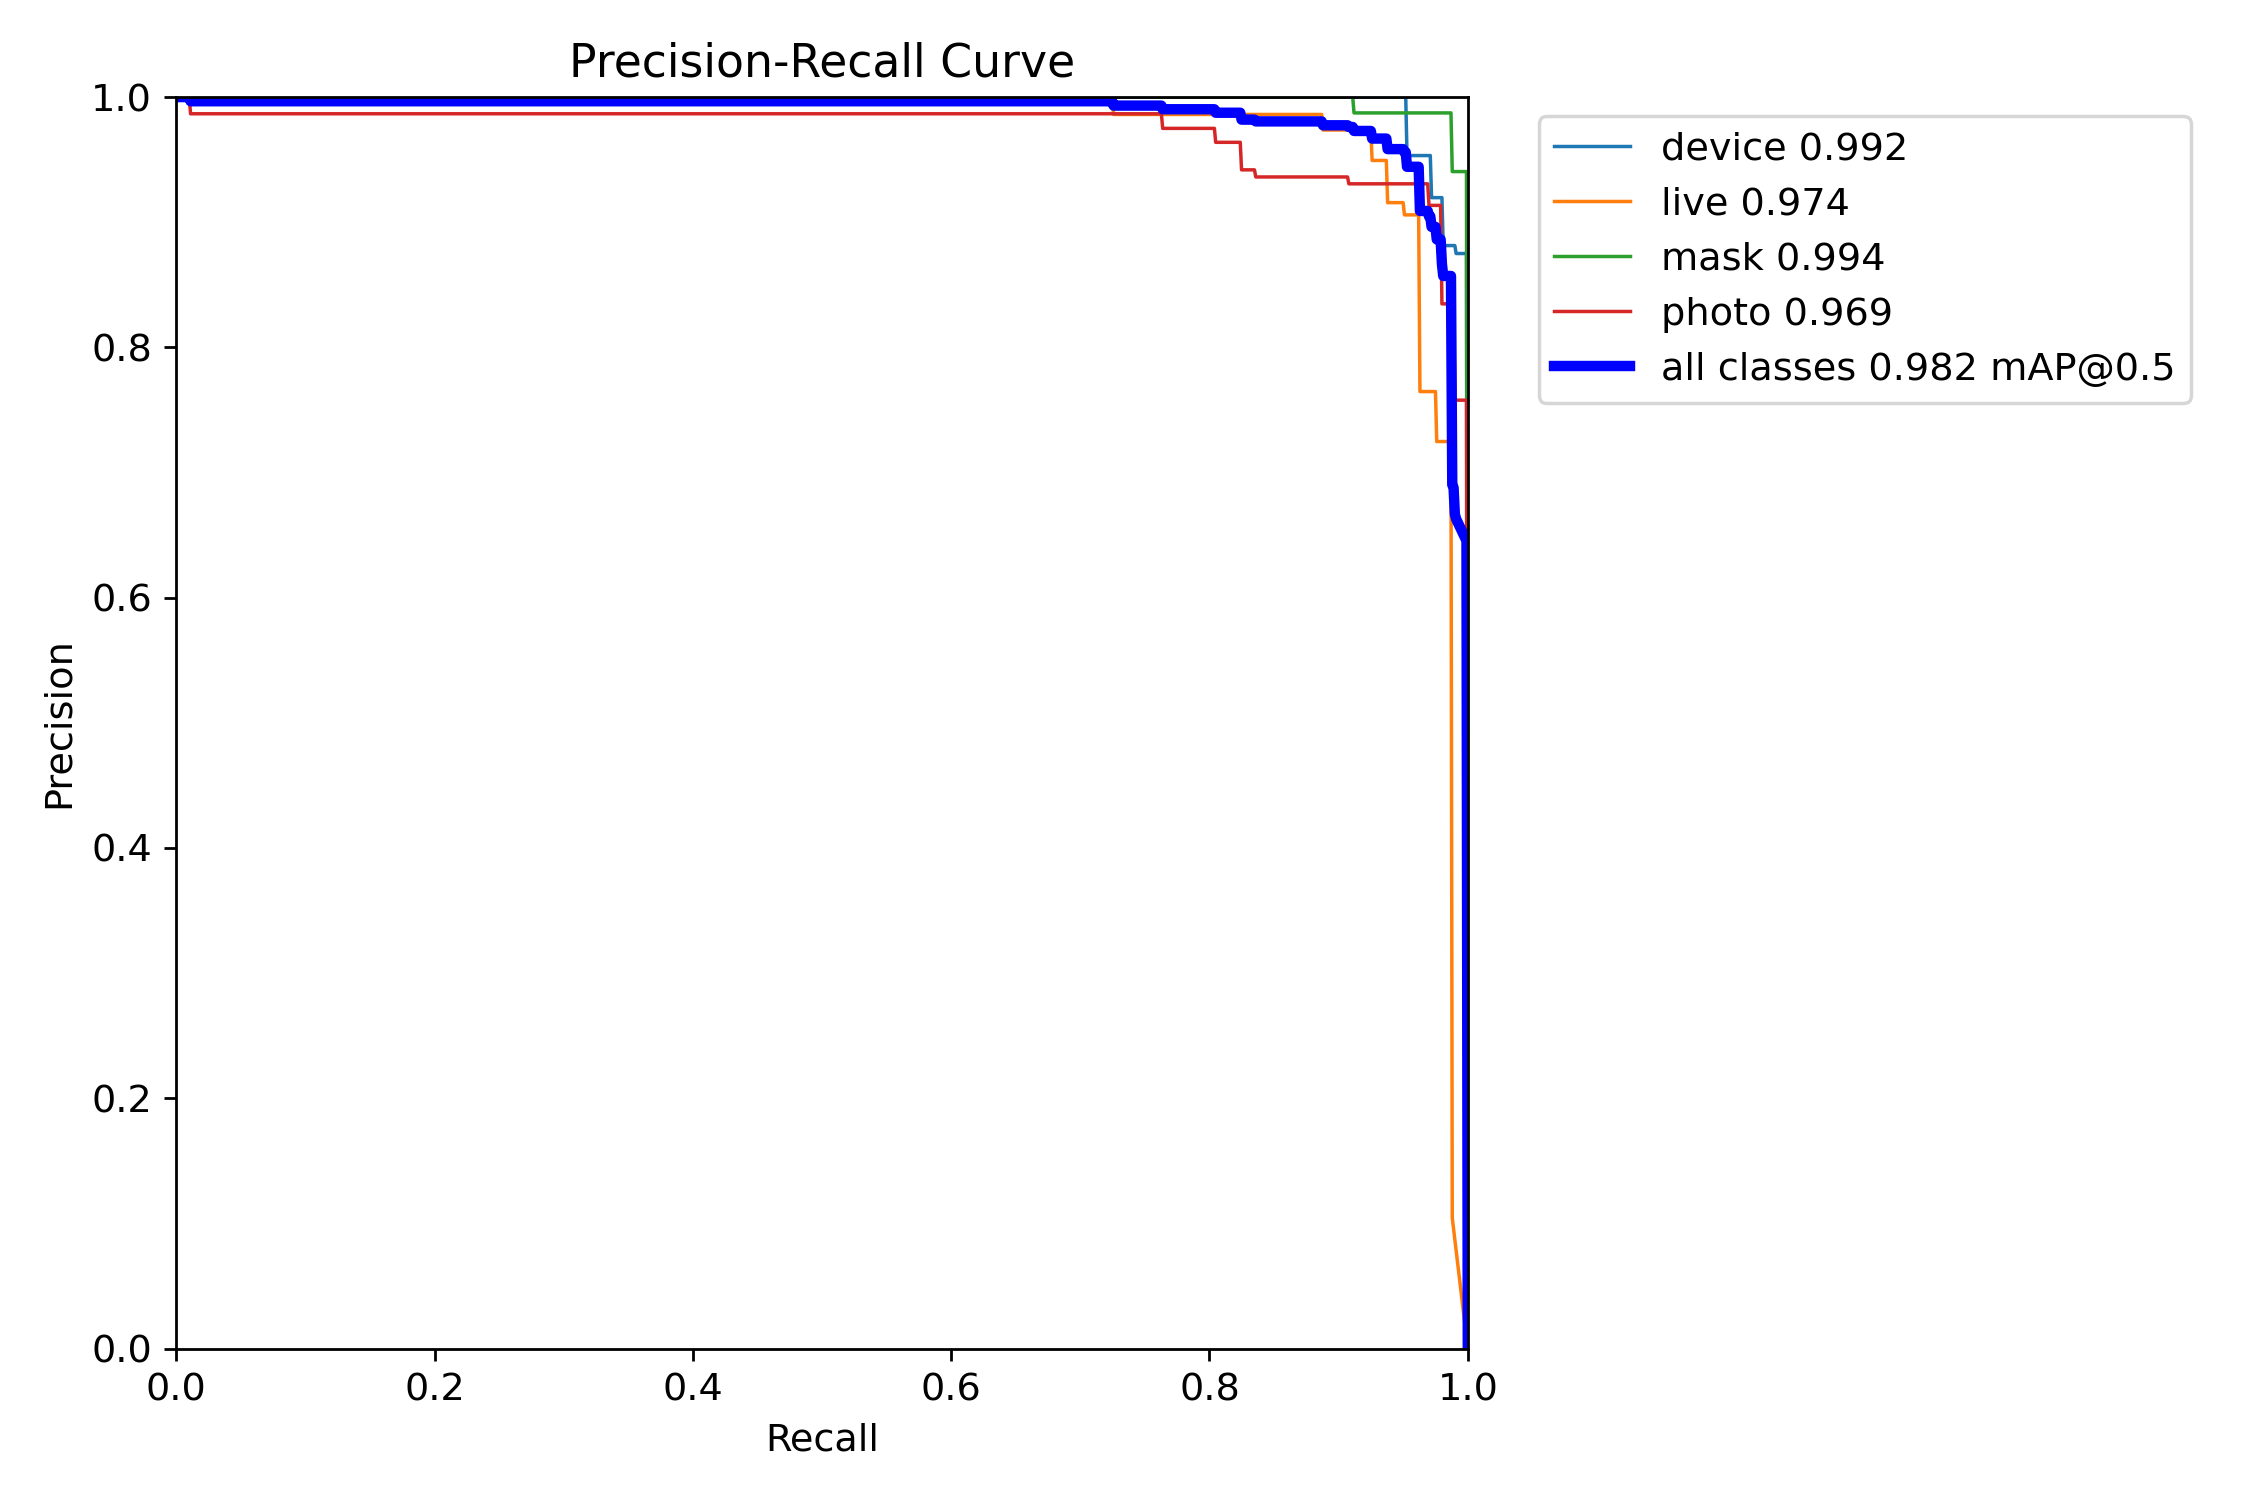 Precision-Recall Curve
1.0
0.8
0.6
0.4
0.2
0.0
Precision
0.0 0.2 0.4 0.6 0.8 1.0
Recall
device 0.992
live 0.974
mask 0.994
photo 0.969
all classes 0.982 mAP@0.5